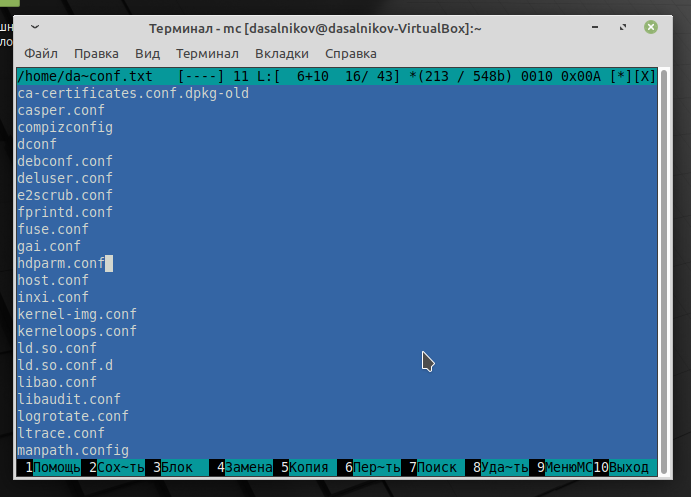 шн
ло
Терминал - mc [dasalnikov@dasalnikov-VirtualBox]:~
Файл Правка Вид Терминал Вкладки Справка
/home/da~conf.txt [----] 11 L:[ 6+10 16/ 43] *(213 / 548b) 0010 0x00A [*][X]
ca-certificates.conf.dpkg-old
casper.conf
compizconfig
dconf
debconf.conf
deluser.conf
e2scrub.conf
fprintd.conf
fuse.conf
gai.conf
hdparm.conf
host.conf
inxi.conf
kernel-img.conf
kerneloops.conf
ld.so.conf
ld.so.conf.d
libao.conf
libaudit.conf
logrotate.conf
ltrace.conf
manpath.config
1Помощь 2Сох~ть 3Блок 4Замена 5Копия 6Пер~ть 7Поиск 8Уда~ть 9МенюMC 10Выход